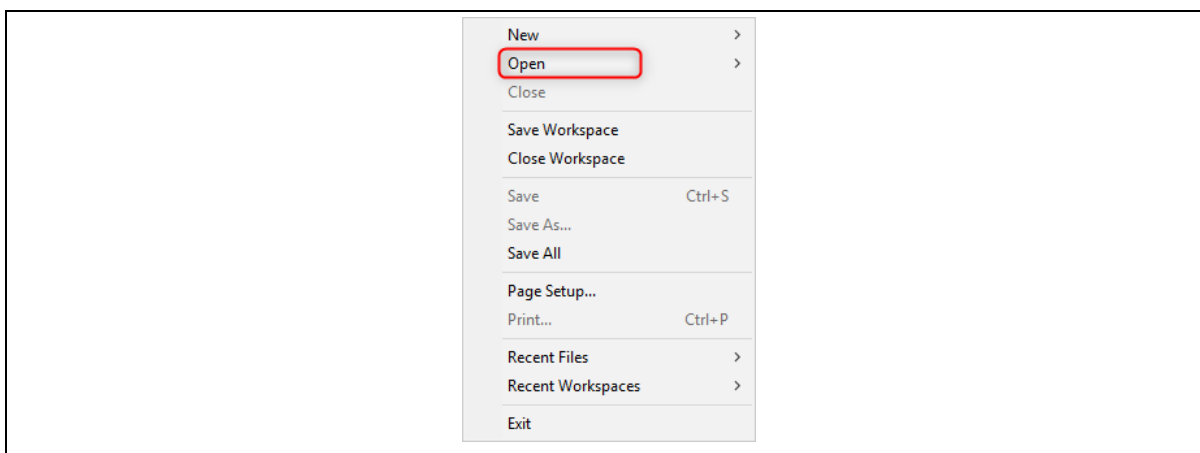 New
Open
Close
Save Workspace
Close Workspace
Save Ctrl+S
Save As...
Save All
Page Setup...
Print... Ctrl+P
Recent Files
Recent Workspaces
Exit